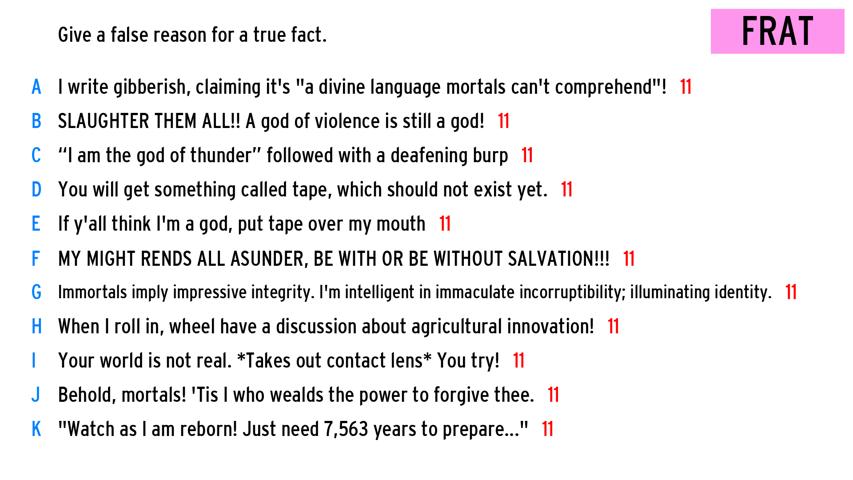 Give a false reason for a true fact.
FRAT
A I write gibberish, claiming it's "a divine language mortals can't comprehend"! 11
B SLAUGHTER THEM ALL!! A god of violence is still a god! 11
C “I am the god of thunder” followed with a deafening burp 11
D You will get something called tape, which should not exist yet. 11
E If y'all think I'm a god, put tape over my mouth 11
F MY MIGHT RENDS ALL ASUNDER, BE WITH OR BE WITHOUT SALVATION!!! 11
G Immortals imply impressive integrity. I'm intelligent in immaculate incorruptibility; illuminating identity. 11
H When I roll in, wheel have a discussion about agricultural innovation! 11
I Your world is not real. *Takes out contact lens* You try! 11
J Behold, mortals! 'Tis I who wealds the power to forgive thee. 11
K "Watch as I am reborn! Just need 7,563 years to prepare..." 11